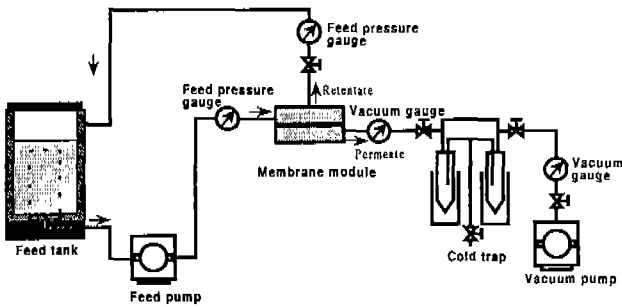 Feed pressure
gauge
Feed pressure
gauge
Retentate
Vacuum gauge
Permeate
Membrane module
Vacuum
gauge
Feed tank
Cold trap
Vacuum pump
Feed pump